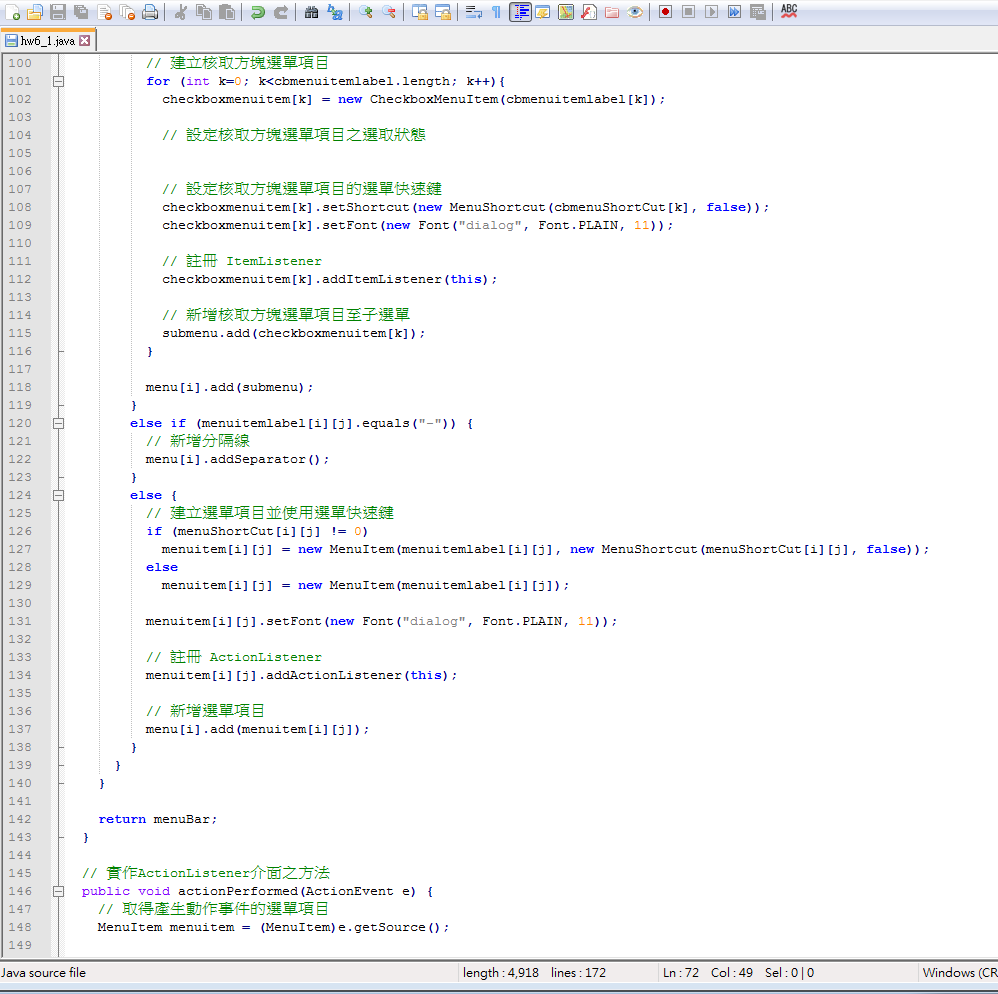 ABC
hw6_1.java
100 // 建立核取方塊選單項目
101 for (int k=0; k<cbmenuitemlabel.length; k++){
102 checkboxmenuitem[k] = new CheckboxMenuItem(cbmenuitemlabel[k]);
103
104 // 設定核取方塊選單項目之選取狀態
105
106
107 // 設定核取方塊選單項目的選單快速鍵
108 checkboxmenuitem[k].setShortcut(new MenuShortcut(cbmenuShortCut[k], false));
109 checkboxmenuitem[k].setFont(new Font("dialog", Font.PLAIN, 11));
110
111 // 註冊 ItemListener
112 checkboxmenuitem[k].addItemListener(this);
113
114 // 新增核取方塊選單項目至子選單
115 submenu.add(checkboxmenuitem[k]);
116 }
117
118 menu[i].add(submenu);
119 }
120 else if (menuitemlabel[i][j].equals("-")) {
121 // 新增分隔線
122 menu[i].addSeparator();
123 }
124 else {
125 // 建立選單項目並使用選單快速鍵
126 if (menuShortCut[i][j] != 0)
127 menuitem[i][j] = new MenuItem(menuitemlabel[i][j], new MenuShortcut(menuShortCut[i][j], false));
128 else
129 menuitem[i][j] = new MenuItem(menuitemlabel[i][j]);
130
131 menuitem[i][j].setFont(new Font("dialog", Font.PLAIN, 11));
132
133 // 註冊 ActionListener
134 menuitem[i][j].addActionListener(this);
135
136 // 新增選單項目
137 menu[i].add(menuitem[i][j]);
138 }
139 }
140 }
141
142 return menuBar;
143 }
144
145 // 實作ActionListener介面之方法
146 public void actionPerformed(ActionEvent e) {
147 // 取得產生動作事件的選單項目
148 MenuItem menuitem = (MenuItem)e.getSource();
149
Java source file length : 4,918 lines : 172 Ln : 72 Col : 49 Sel : 0 | 0 Windows (CR